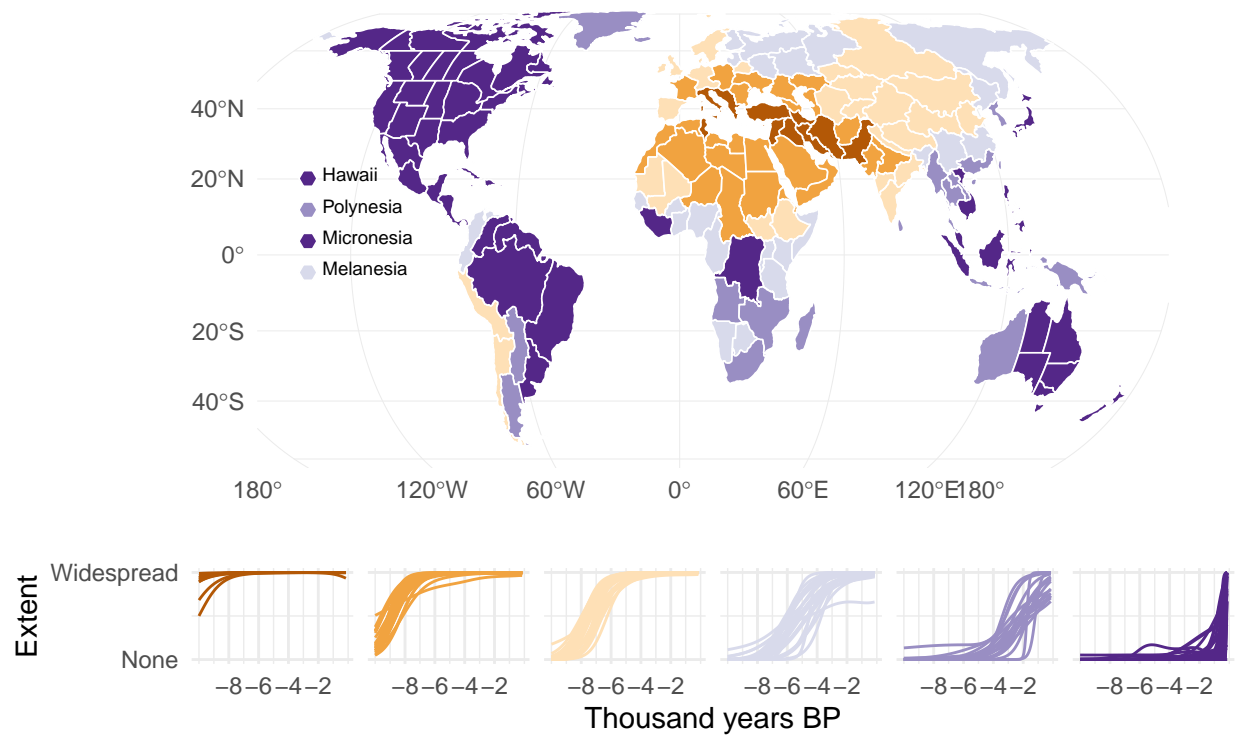 40°N
20°N
0°
20°S
40°S
Hawaii
Polynesia
Micronesia
Melanesia
180° 120°W 60°W 0° 60°E 120°E180°
Extent
Widespread
None
−8−6−4−2 −8−6−4−2 −8−6−4−2 −8−6−4−2 −8−6−4−2 −8−6−4−2
Thousand years BP